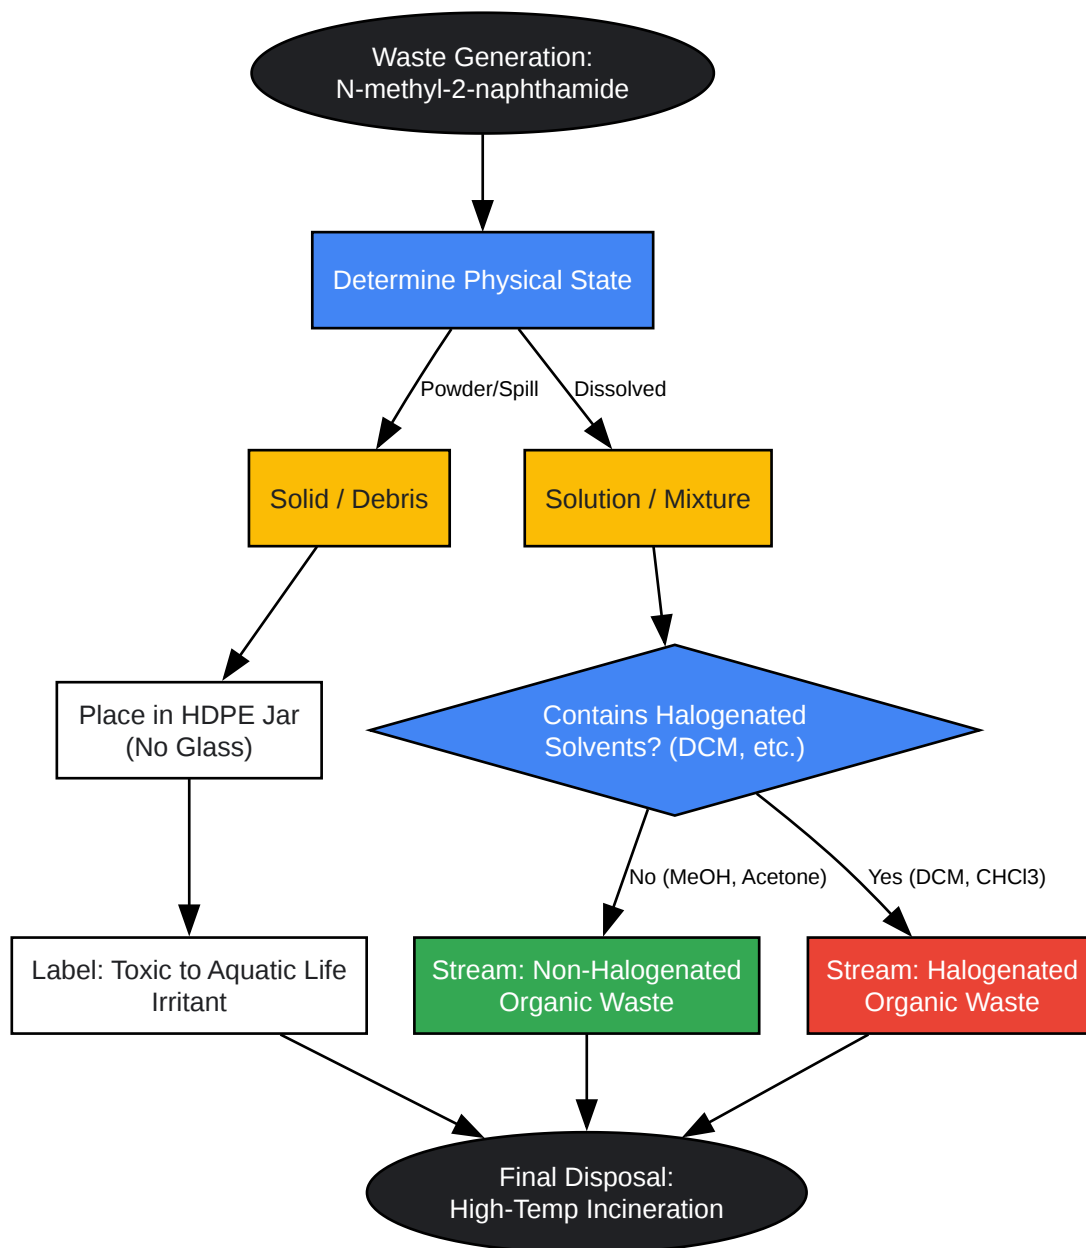 Waste Generation:
N-methyl-2-naphthamide
Determine Physical State
Powder/Spill
Dissolved
Solid / Debris
Solution / Mixture
Place in HDPE Jar
(No Glass)
Contains Halogenated
Solvents? (DCM, etc.)
No (MeOH, Acetone)
Yes (DCM, CHCl3)
Label: Toxic to Aquatic Life
Irritant
Stream: Non-Halogenated
Organic Waste
Stream: Halogenated
Organic Waste
Final Disposal:
High-Temp Incineration